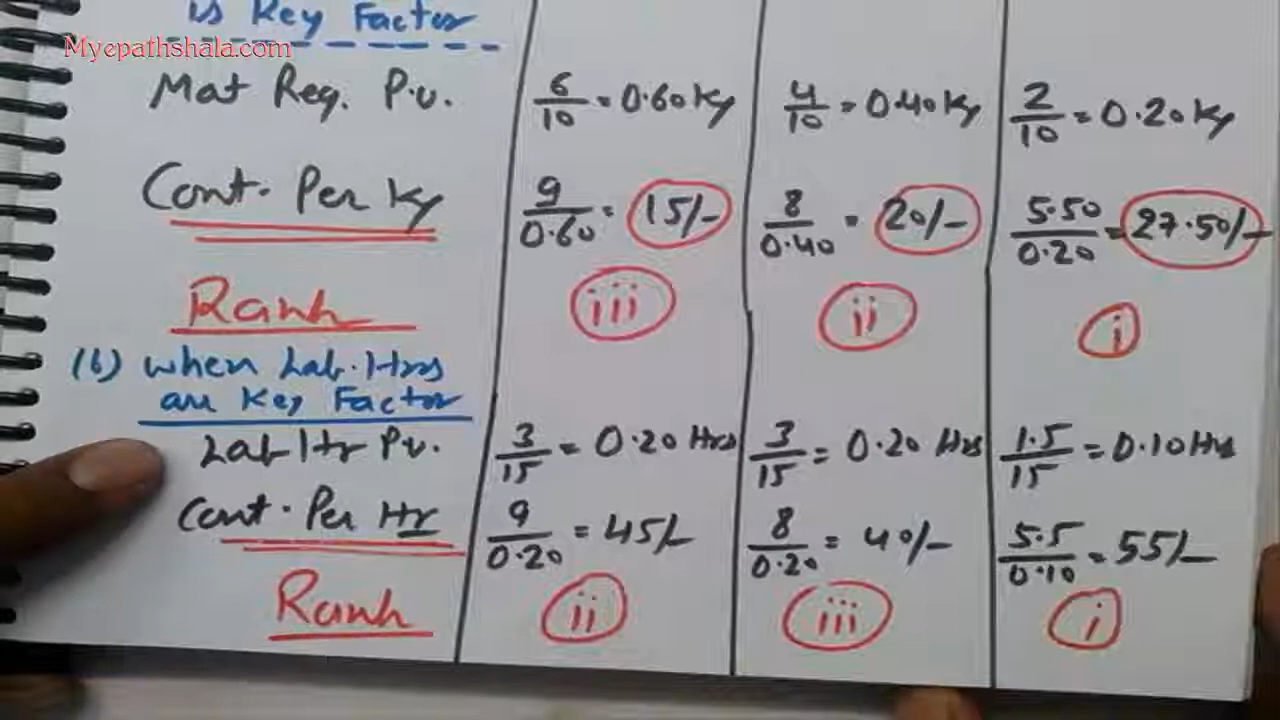 is Key Factor
Myepathshala.com
Mat Req. P.u. 6/10 = 0.60 Kg 4/10 = 0.40 Kg 2/10 = 0.20 Kg
Cont. Per Kg 9/0.60 = 15/- 8/0.40 = 20/- 5.50/0.20 = 27.50/-
Rank iii ii i
(b) when Lab. Hrs
are Key Factor
Lab Hr P.u. 3/15 = 0.20 Hrs 3/15 = 0.20 Hrs 1.5/15 = 0.10 Hrs
Cont. Per Hr 9/0.20 = 45/- 8/0.20 = 40/- 5.5/0.10 = 55/-
Rank ii iii i